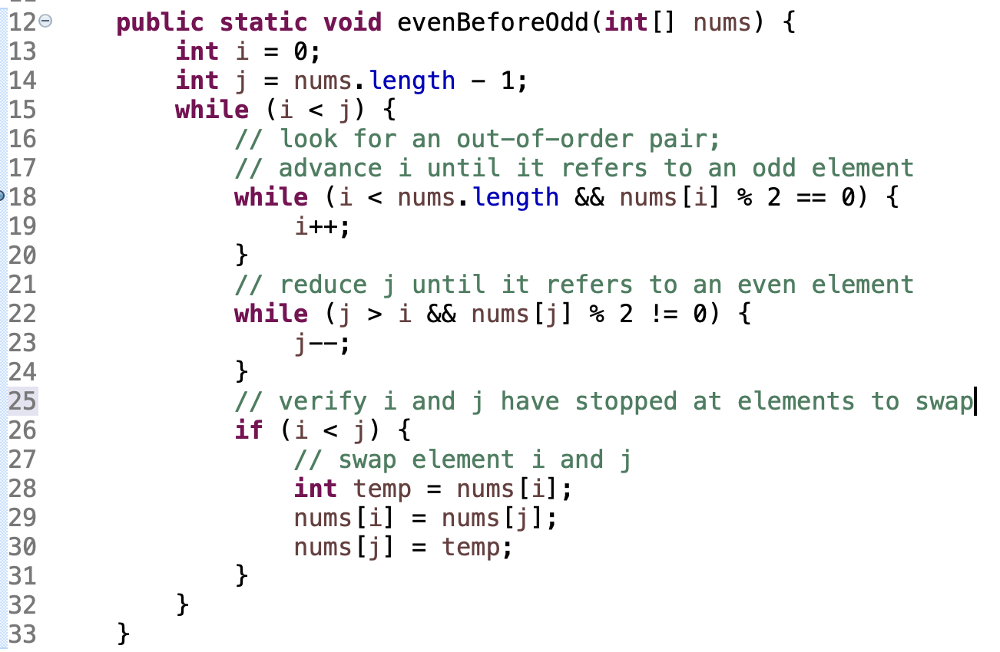 12 public static void evenBeforeOdd(int[] nums) {
13 int i = 0;
14 int j = nums.length - 1;
15 while (i < j) {
16 // look for an out-of-order pair;
17 // advance i until it refers to an odd element
18 while (i < nums.length && nums[i] % 2 == 0) {
19 i++;
20 }
21 // reduce j until it refers to an even element
22 while (j > i && nums[j] % 2 != 0) {
23 j--;
24 }
25 // verify i and j have stopped at elements to swap
26 if (i < j) {
27 // swap element i and j
28 int temp = nums[i];
29 nums[i] = nums[j];
30 nums[j] = temp;
31 }
32 }
33 }